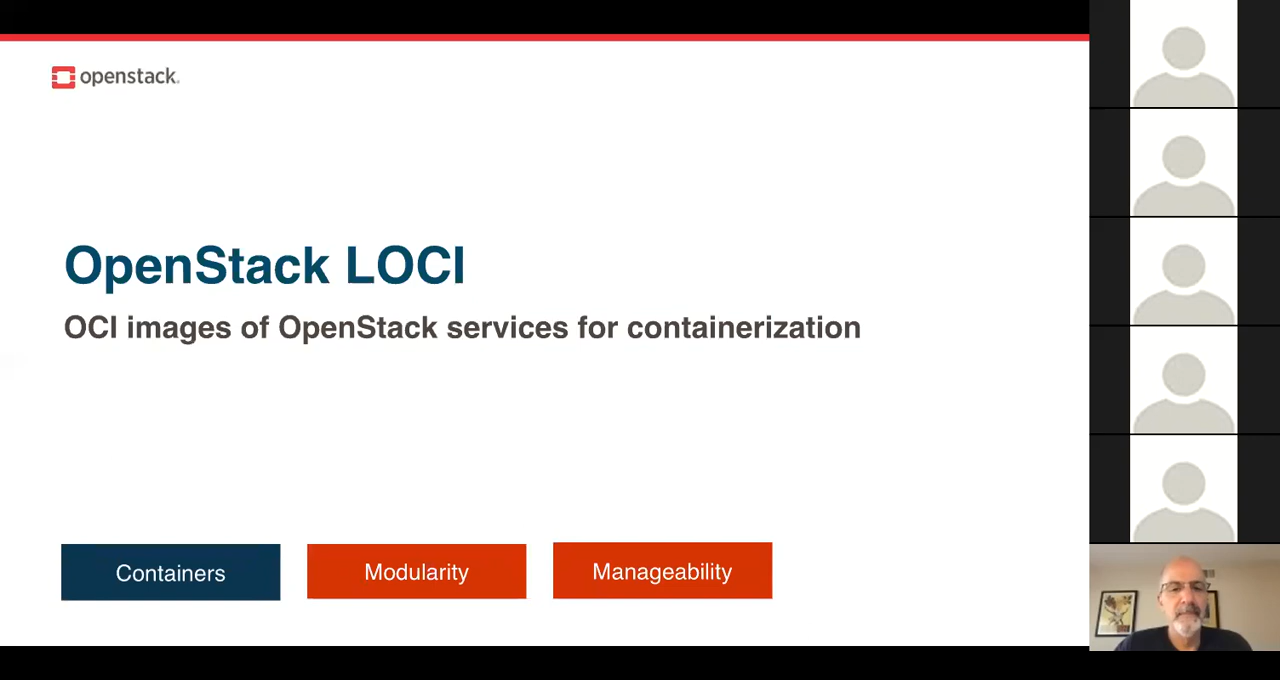 openstack.
OpenStack LOCI
OCI images of OpenStack services for containerization
Containers
Modularity
Manageability